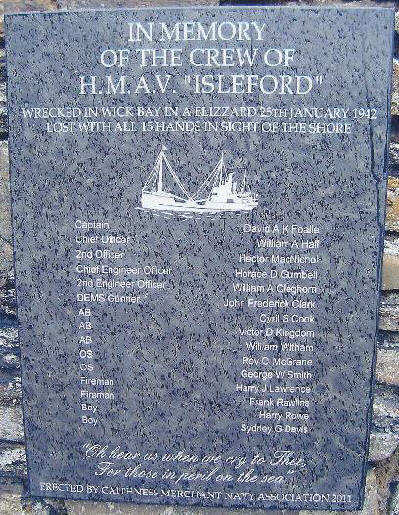 IN MEMORY
OF THE CREW OF
H.M.A.V. "ISLEFORD"
WRECKED IN WICK BAY IN A BLIZZARD 25TH JANUARY 1942
LOST WITH ALL 15 HANDS IN SIGHT OF THE SHORE
Captain David A K Foalle
Chief Officer William A Hall
2nd Officer Hector MacNichol
Chief Engineer Officer Horace D Gumbell
2nd Engineer Officer William A Cleghorn
DEMS Gunner John Frederick Clark
AB Cyril S Cook
AB Victor D Kingdom
AB William Witham
OS Roy C McGrane
OS George W Smith
Fireman Harry J Lawrence
Fireman Frank Rawlins
Boy Harry Rowe
Boy Sydney G Davis
"Oh hear us when we cry to Thee,
For those in peril on the sea."
ERECTED BY CAITHNESS MERCHANT NAVY ASSOCIATION 2011